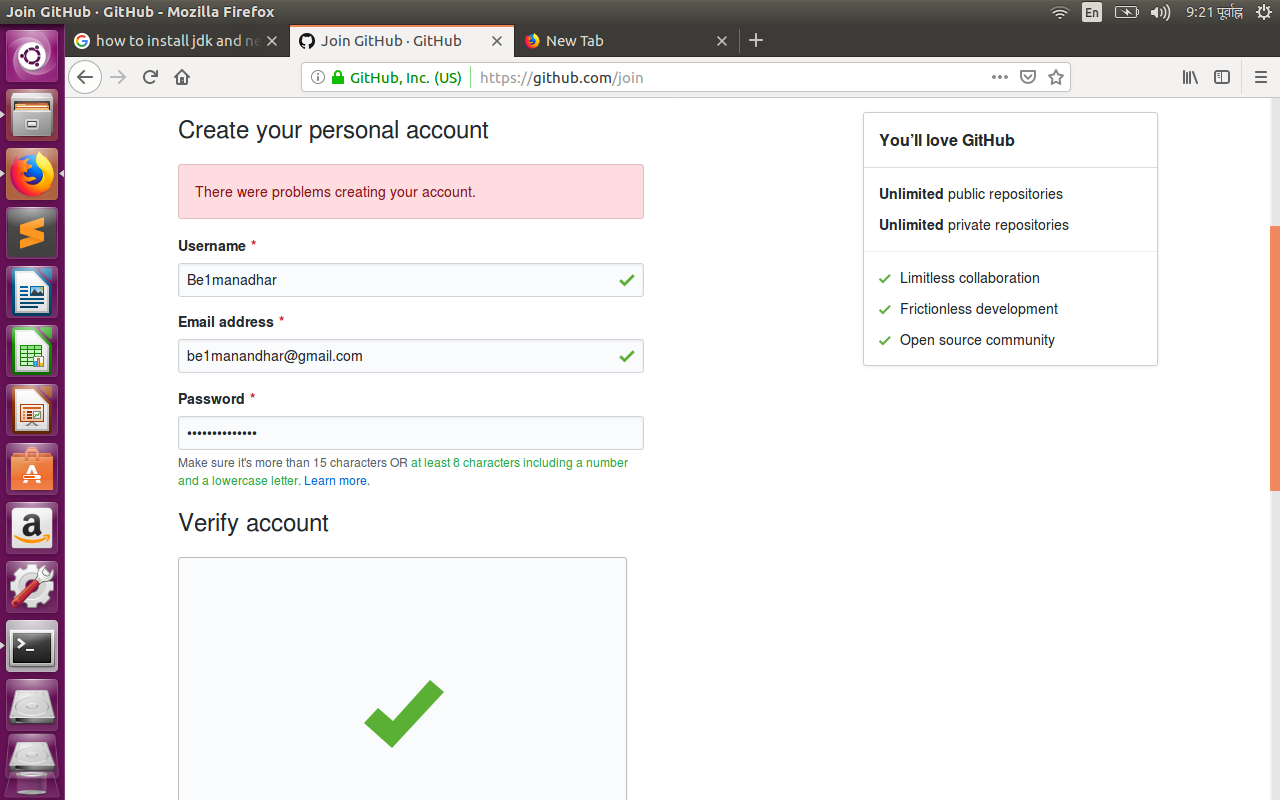 Join GitHub · GitHub - Mozilla Firefox
En
9:21 पूर्वाह्न
how to install jdk and ne
Join GitHub · GitHub
New Tab
GitHub, Inc. (US)
https://github.com/join
Create your personal account
There were problems creating your account.
Username *
Be1manadhar
Email address *
be1manandhar@gmail.com
Password *
••••••••••••••
Make sure it's more than 15 characters OR at least 8 characters including a number
and a lowercase letter. Learn more.
Verify account
You’ll love GitHub
Unlimited public repositories
Unlimited private repositories
Limitless collaboration
Frictionless development
Open source community